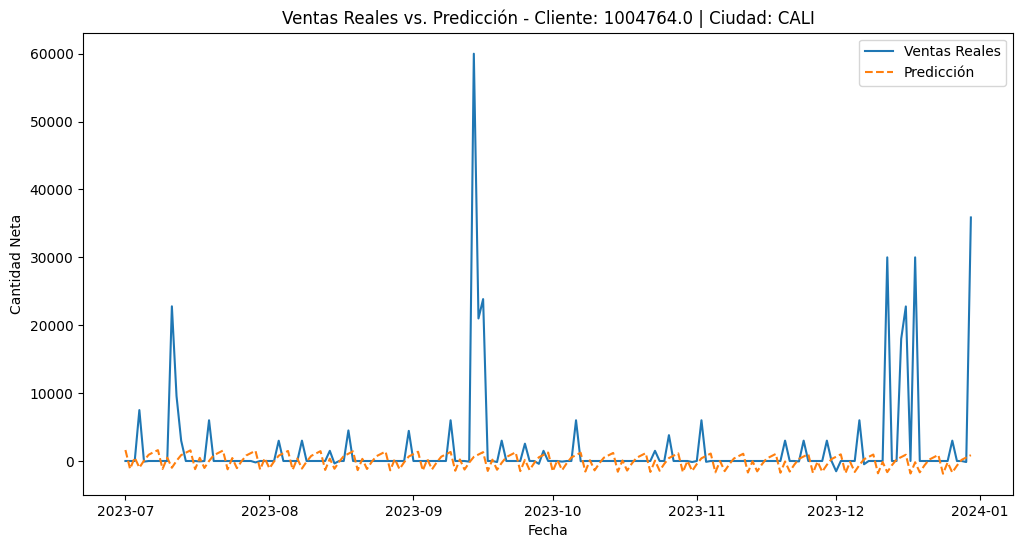 Ventas Reales vs. Predicción - Cliente: 1004764.0 | Ciudad: CALI
Ventas Reales
Predicción
Cantidad Neta
60000
50000
40000
30000
20000
10000
0
2023-07
2023-08
2023-09
2023-10
2023-11
2023-12
2024-01
Fecha